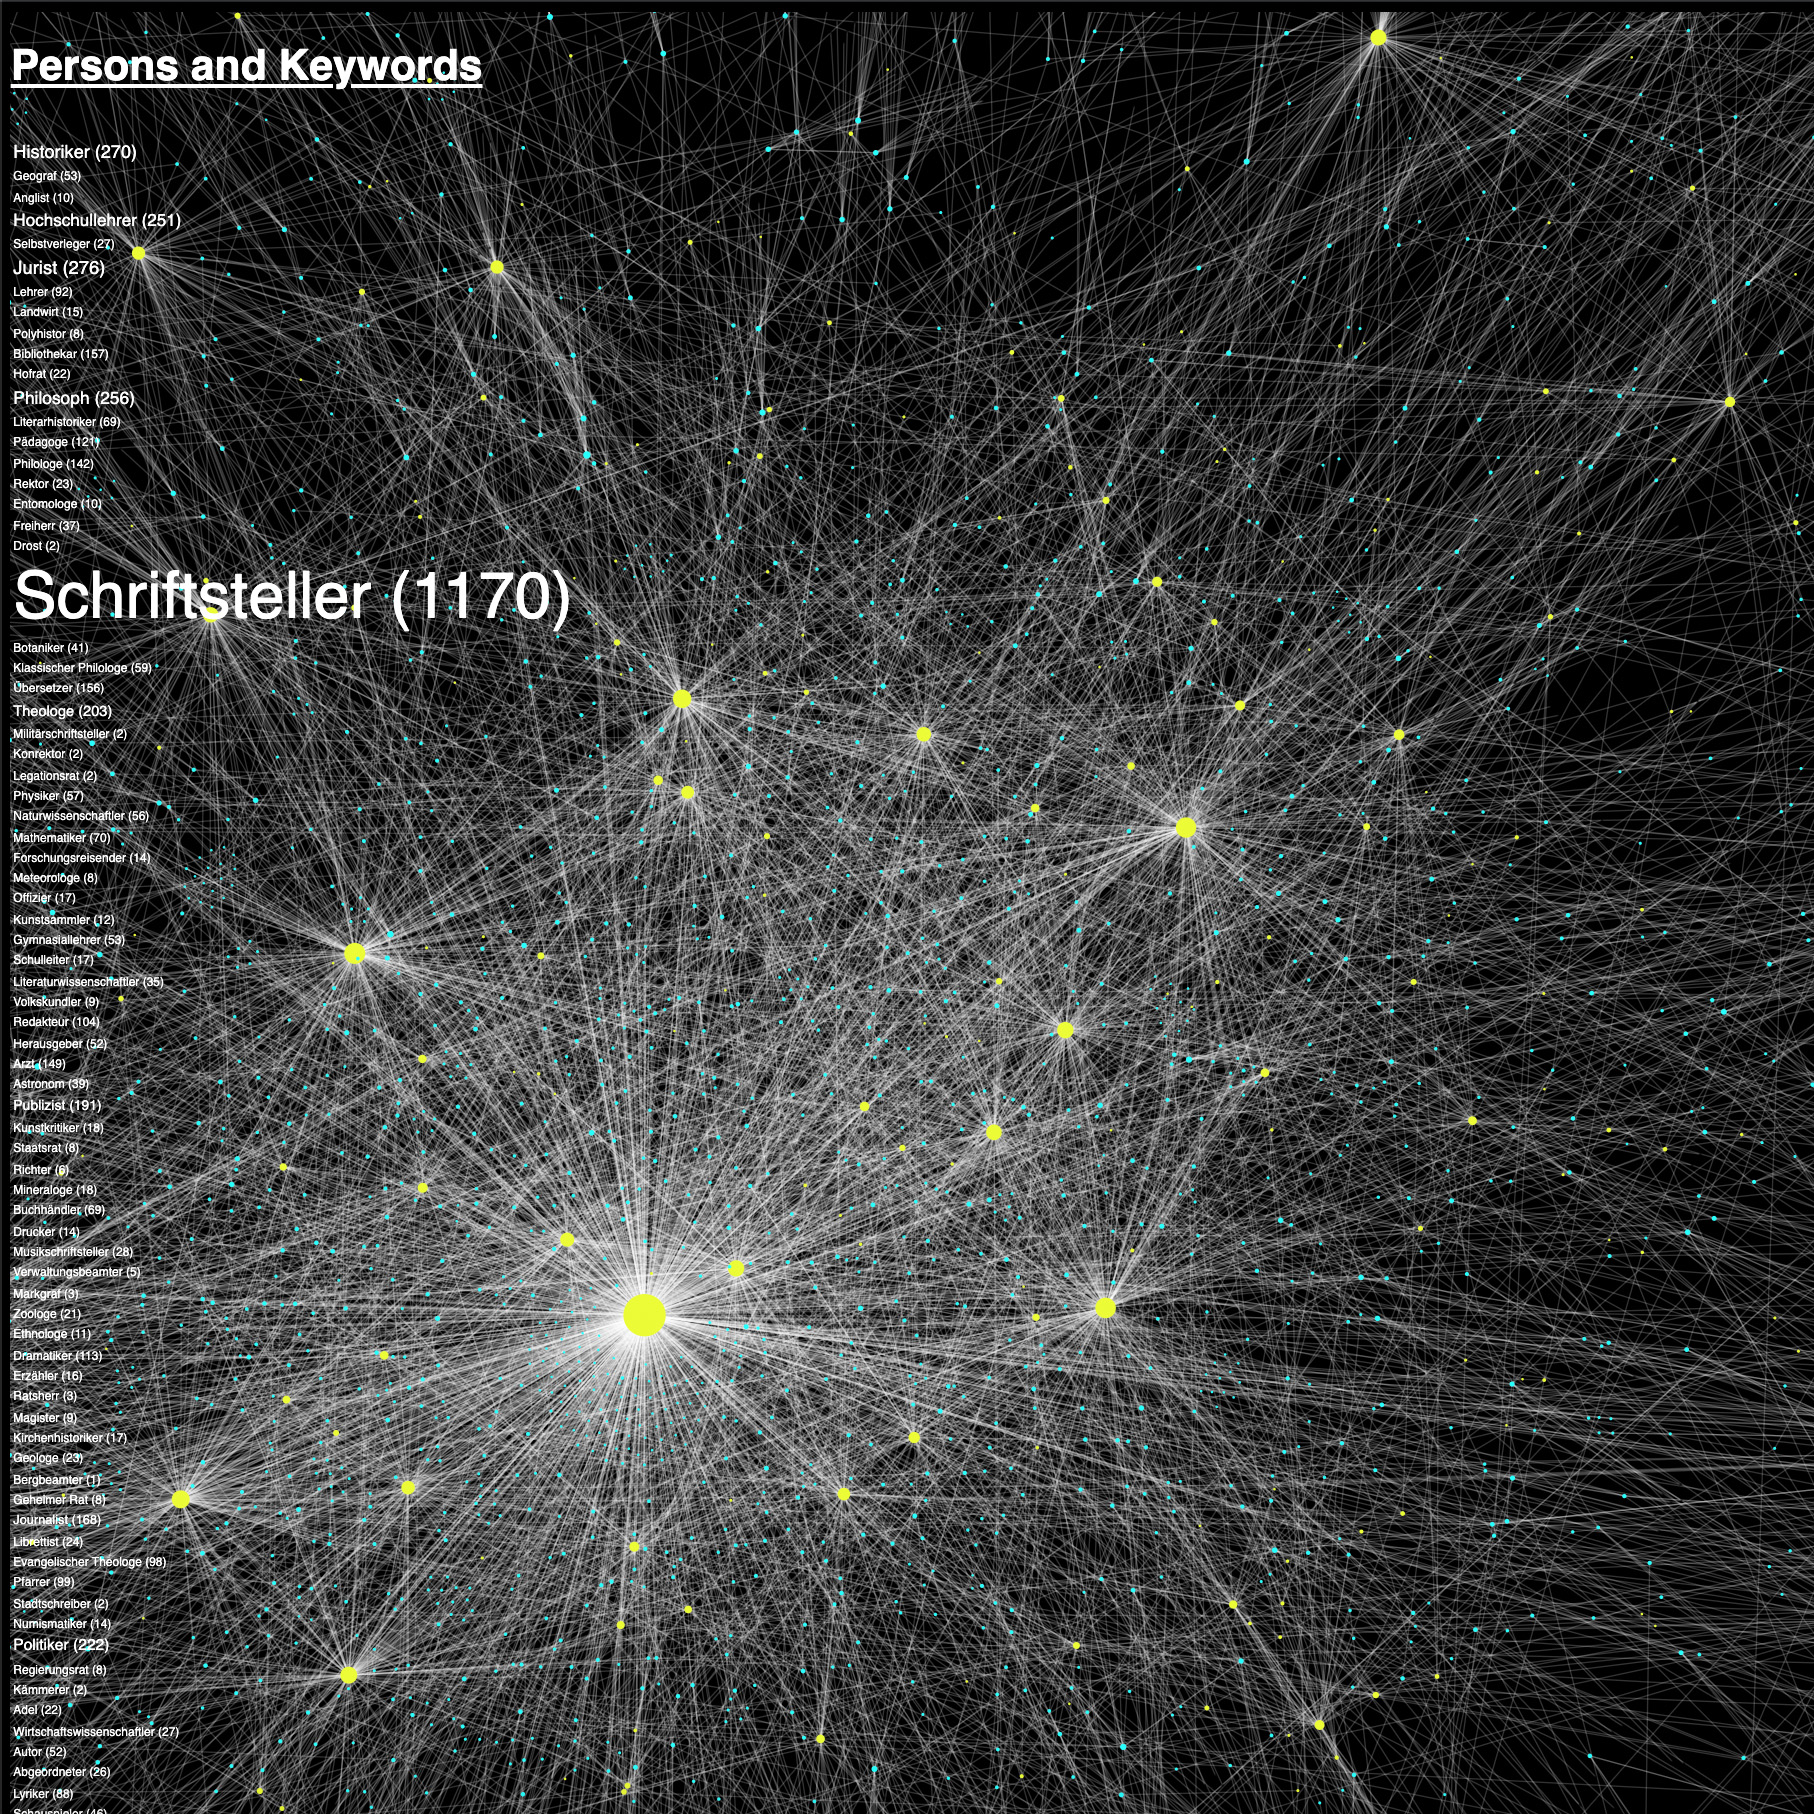 Persons and Keywords
Historiker (270)
Geograf (53)
Anglist (10)
Hochschullehrer (251)
Selbstverleger (27)
Jurist (276)
Lehrer (92)
Landwirt (15)
Polyhistor (8)
Bibliothekar (157)
Hofrat (22)
Philosoph (256)
Literarhistoriker (69)
Pädagoge (121)
Philologe (142)
Rektor (23)
Entomologe (10)
Freiherr (37)
Drost (2)
Schriftsteller (1170)
Botaniker (41)
Klassischer Philologe (59)
Übersetzer (156)
Theologe (203)
Militärschriftsteller (2)
Konrektor (2)
Legationsrat (2)
Physiker (57)
Naturwissenschaftler (56)
Mathematiker (70)
Forschungsreisender (14)
Meteorologe (8)
Offizier (17)
Kunstsammler (12)
Gymnasiallehrer (53)
Schulleiter (17)
Literaturwissenschaftler (35)
Volkskundler (9)
Redakteur (104)
Herausgeber (52)
Arzt (149)
Astronom (39)
Publizist (191)
Kunstkritiker (18)
Staatsrat (8)
Richter (6)
Mineraloge (18)
Buchhändler (69)
Drucker (14)
Musikschriftsteller (28)
Verwaltungsbeamter (5)
Markgraf (3)
Zoologe (21)
Ethnologe (11)
Dramatiker (113)
Erzähler (16)
Ratsherr (3)
Magister (9)
Kirchenhistoriker (17)
Geologe (23)
Bergbeamter (1)
Geheimer Rat (8)
Journalist (168)
Librettist (24)
Evangelischer Theologe (98)
Pfarrer (99)
Stadtschreiber (2)
Numismatiker (14)
Politiker (222)
Regierungsrat (8)
Kämmerer (2)
Adel (22)
Wirtschaftswissenschaftler (27)
Autor (52)
Abgeordneter (26)
Lyriker (88)
Schauspieler (46)